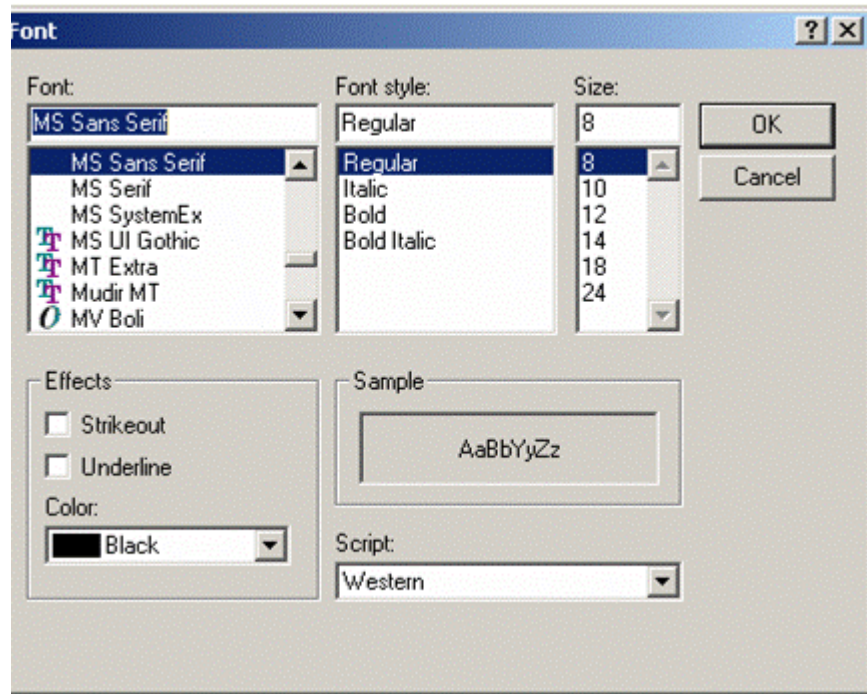 Font
Font: Font style: Size:
MS Sans Serif Regular 8 OK
MS Sans Serif Regular 8 Cancel
MS Serif Italic 10
MS SystemEx Bold 12
MS UI Gothic Bold Italic 14
MT Extra 18
Mudir MT 24
MV Boli
Effects Sample
Strikeout
AaBbYyZz
Underline
Color:
Black
Script:
Western